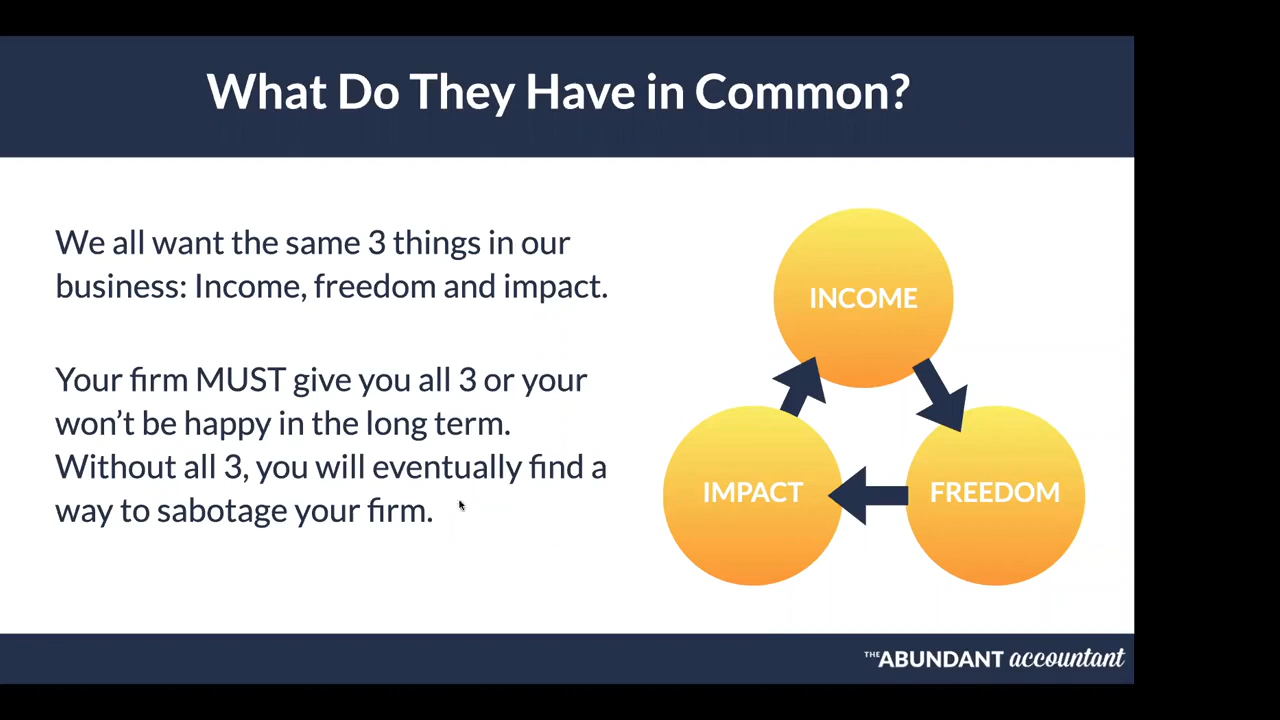 What Do They Have in Common?
We all want the same 3 things in our
business: Income, freedom and impact.
Your firm MUST give you all 3 or your
won’t be happy in the long term.
Without all 3, you will eventually find a
way to sabotage your firm.
INCOME
IMPACT
FREEDOM
THE ABUNDANT accountant